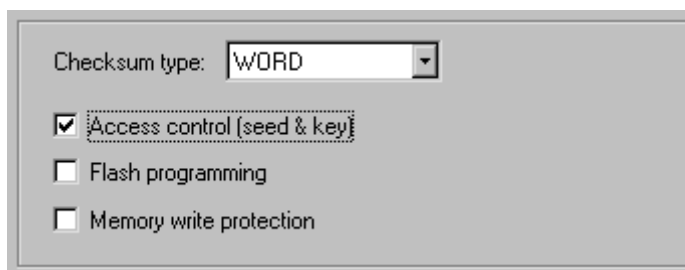 Checksum type: WORD
Access control (seed & key)
Flash programming
Memory write protection